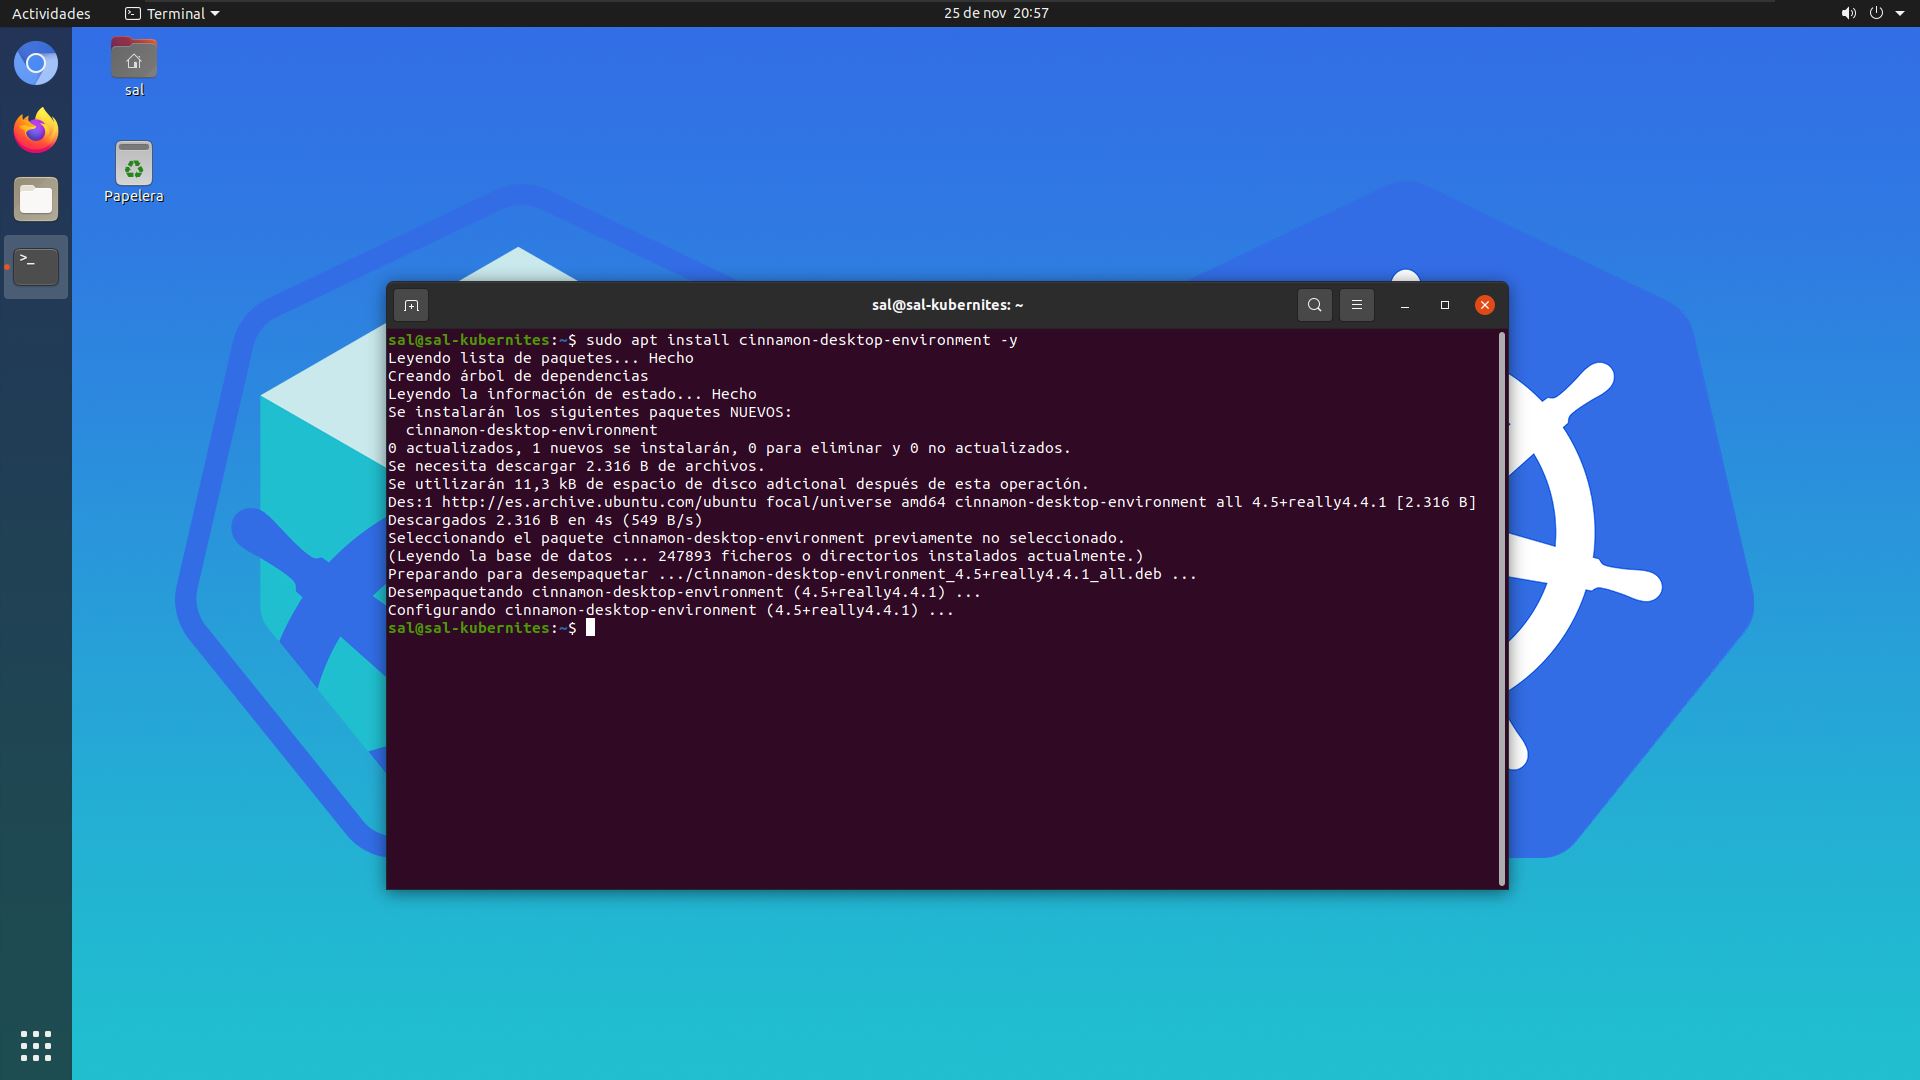 Actividades Terminal 25 de nov 20:57
sal
Papelera
sal@sal-kubernites: ~
sal@sal-kubernites:~$ sudo apt install cinnamon-desktop-environment -y
Leyendo lista de paquetes... Hecho
Creando árbol de dependencias
Leyendo la información de estado... Hecho
Se instalarán los siguientes paquetes NUEVOS:
  cinnamon-desktop-environment
0 actualizados, 1 nuevos se instalarán, 0 para eliminar y 0 no actualizados.
Se necesita descargar 2.316 B de archivos.
Se utilizarán 11,3 kB de espacio de disco adicional después de esta operación.
Des:1 http://es.archive.ubuntu.com/ubuntu focal/universe amd64 cinnamon-desktop-environment all 4.5+really4.4.1 [2.316 B]
Descargados 2.316 B en 4s (549 B/s)
Seleccionando el paquete cinnamon-desktop-environment previamente no seleccionado.
(Leyendo la base de datos ... 247893 ficheros o directorios instalados actualmente.)
Preparando para desempaquetar .../cinnamon-desktop-environment_4.5+really4.4.1_all.deb ...
Desempaquetando cinnamon-desktop-environment (4.5+really4.4.1) ...
Configurando cinnamon-desktop-environment (4.5+really4.4.1) ...
sal@sal-kubernites:~$